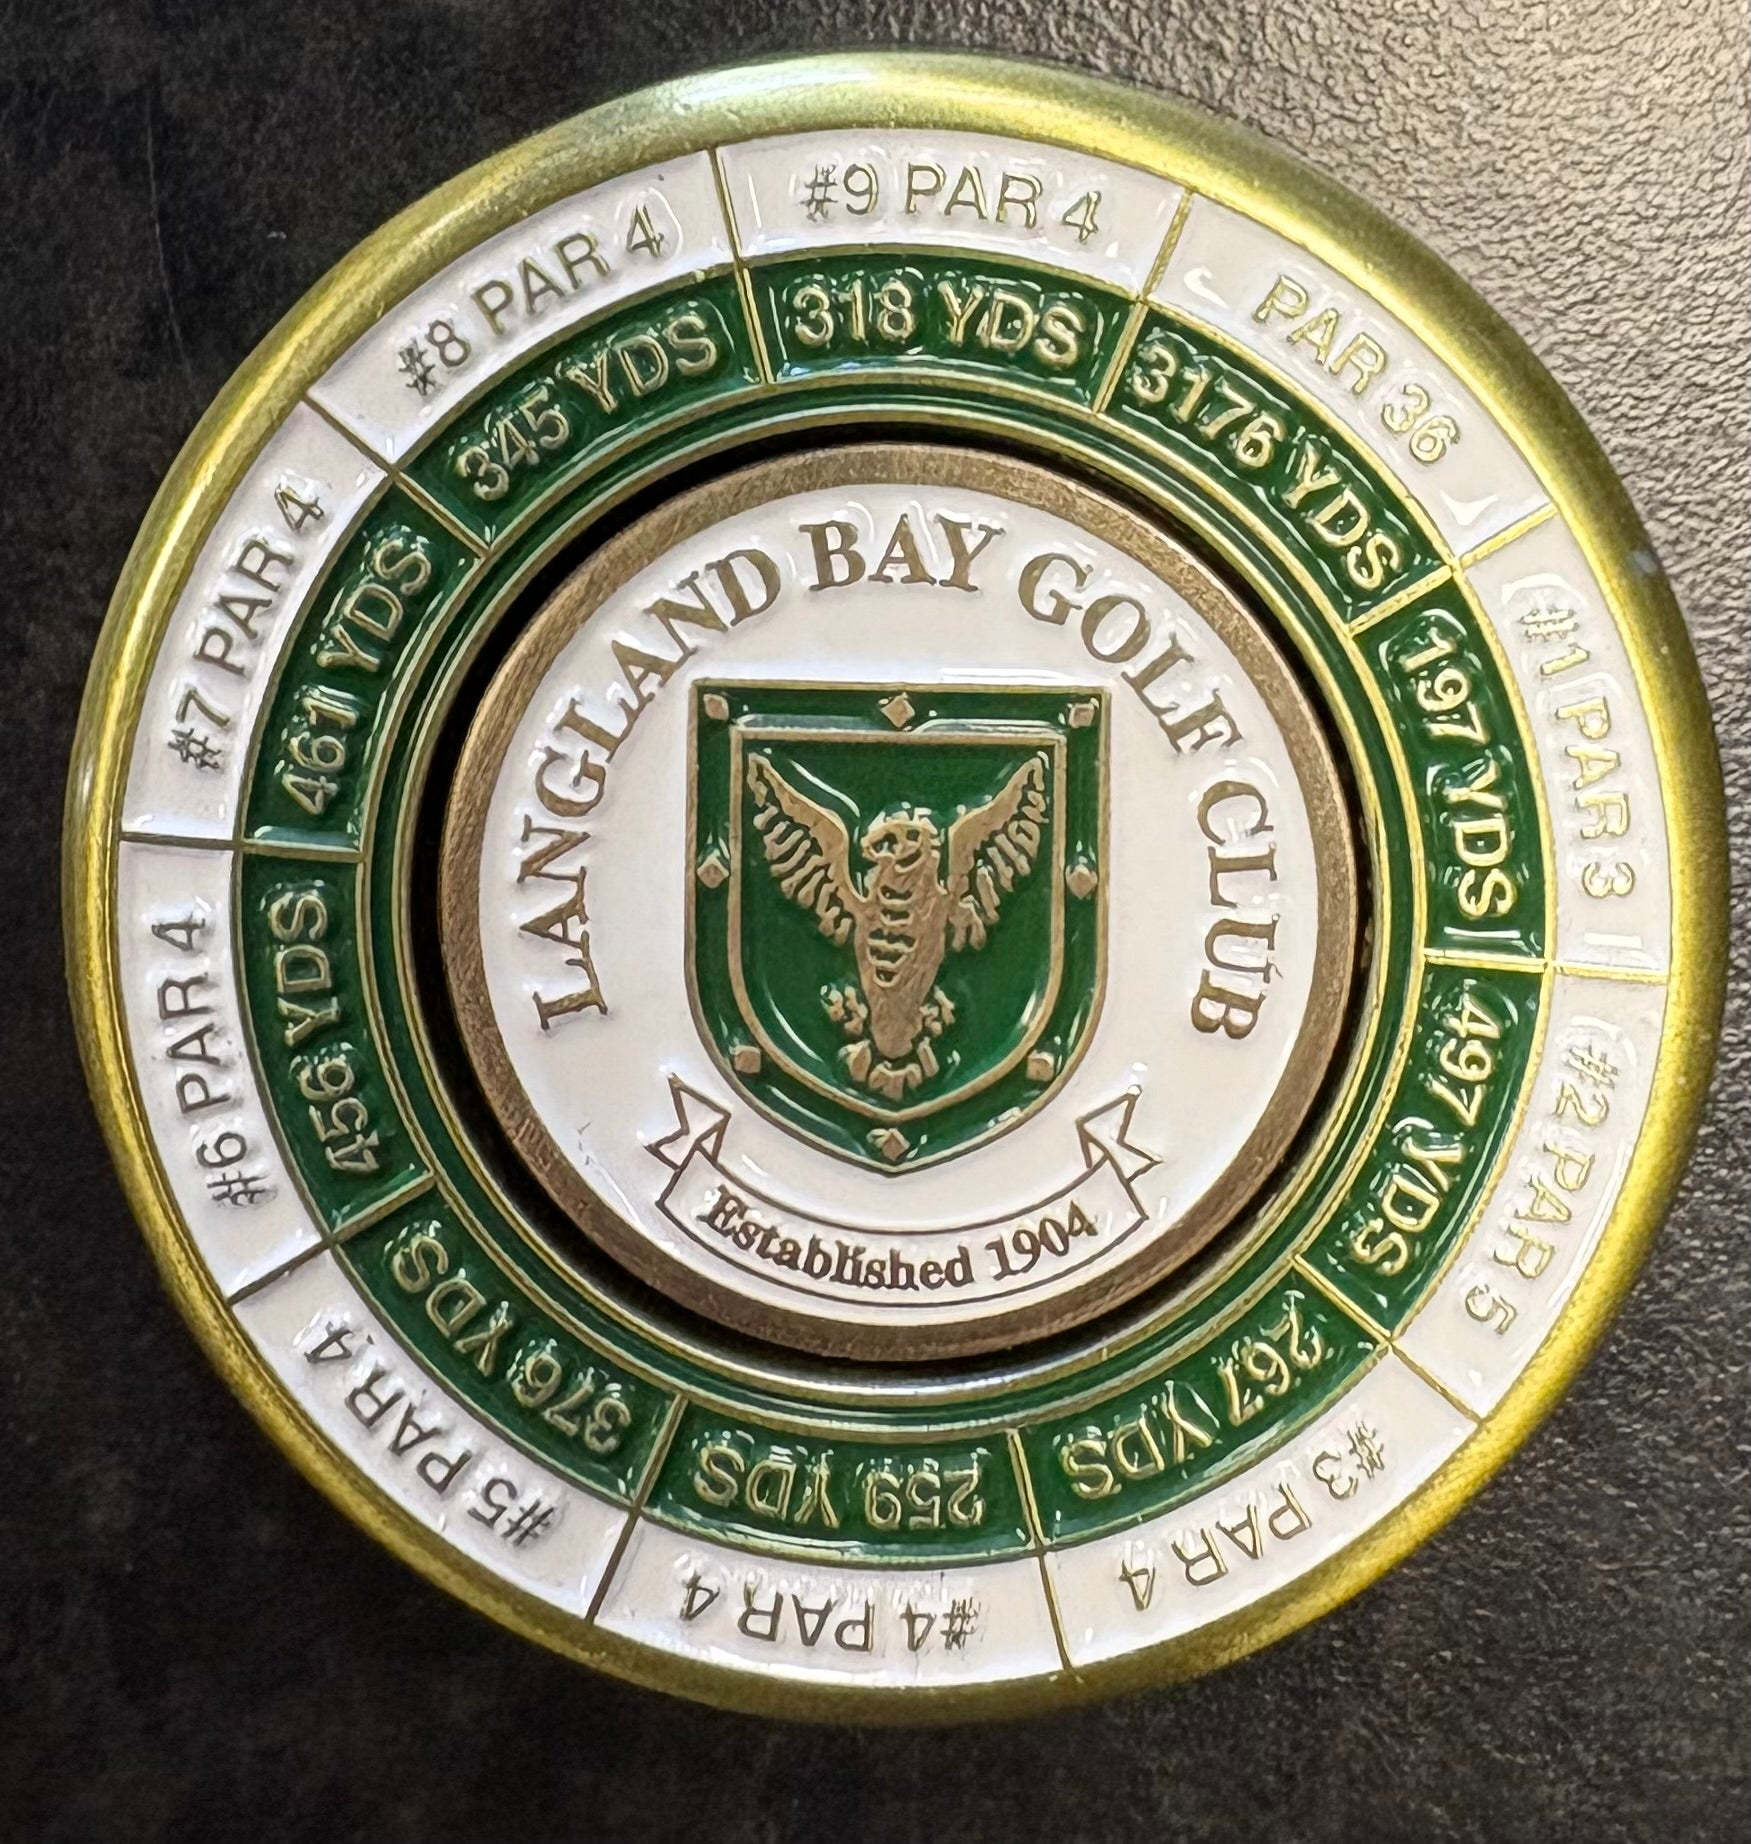 LANGLAND BAY GOLF CLUB
Established 1904
#1 PAR 3
197 YDS
#2 PAR 5
497 YDS
#3 PAR 4
267 YDS
#4 PAR 4
259 YDS
#5 PAR 4
376 YDS
#6 PAR 4
456 YDS
#7 PAR 4
461 YDS
#8 PAR 4
345 YDS
#9 PAR 4
318 YDS
PAR 36
3176 YDS